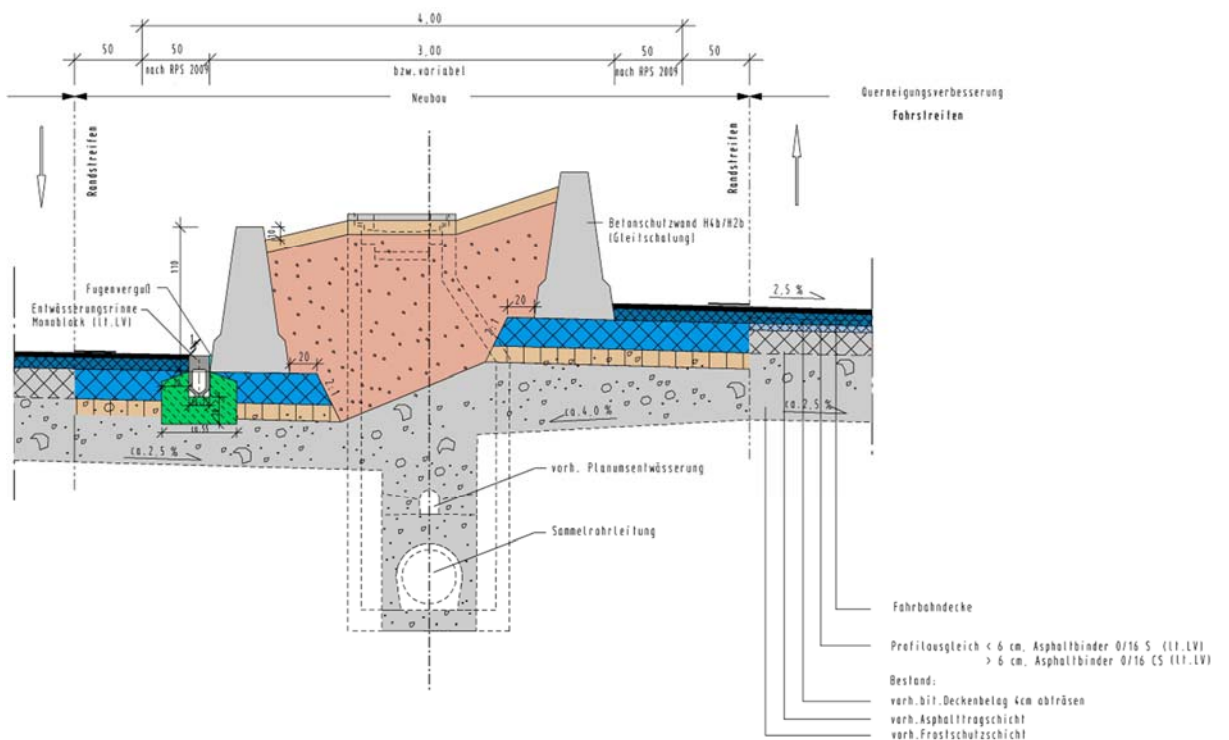 4,00
50
50
3,00
50
50
nach RPS 2009
bzw.variabel
nach RPS 2009
Neubau
Querneigungsverbesserung
Fahrstreifen
Randstreifen
Randstreifen
10
Betonschutzwand H4b/H2b
(Gleitschalung)
110
Fugenverguß
Entwässerungsrinne
Monoblock (lt.LV)
2,5 %
20
20
ca.55
ca.2,5 %
ca.4.0 %
ca.2,5 %
vorh. Planumsentwässerung
Sammelrohrleitung
Fahrbahndecke
Profilausgleich < 6 cm, Asphaltbinder 0/16 S (lt.LV)
> 6 cm, Asphaltbinder 0/16 CS (lt.LV)
Bestand:
vorh.bit.Deckenbelag 4cm abfräsen
vorh.Asphalttragschicht
vorh.Frostschutzschicht